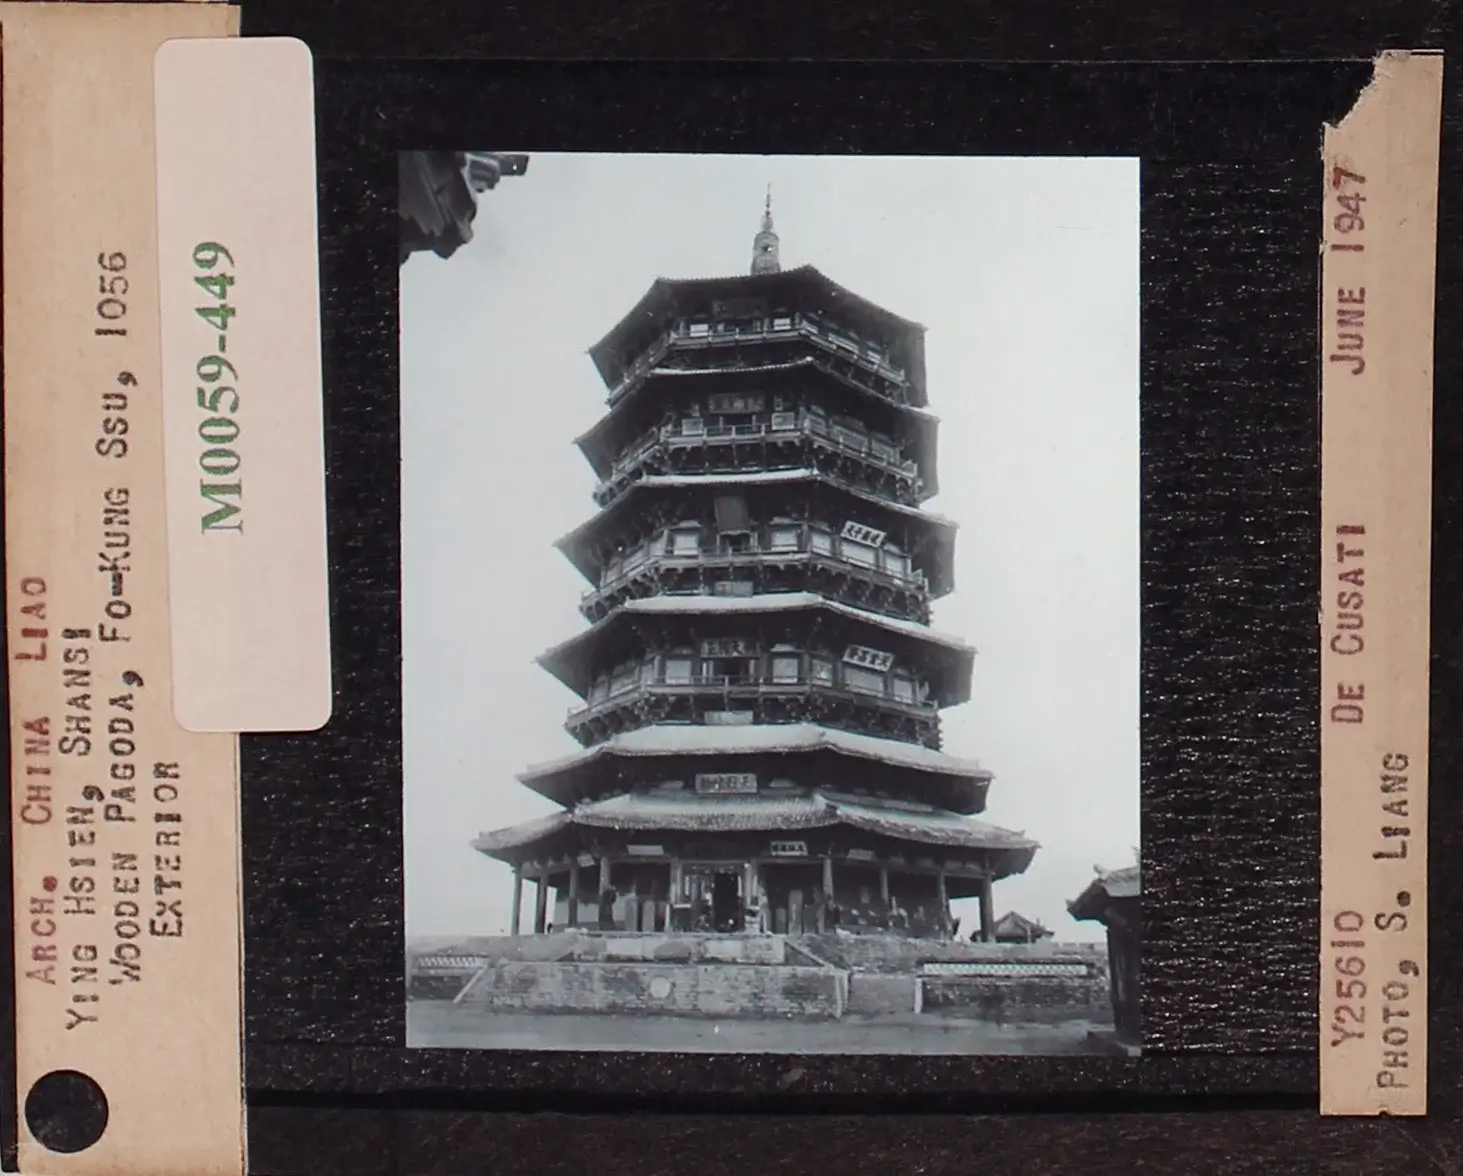 ARCH. CHINA LIAO
YING HSIEN, SHANSI
WOODEN PAGODA, FO-KUNG SSU, 1056
EXTERIOR
M0059-449
Y25610 DE CUSATI JUNE 1947
PHOTO, S. LIANG